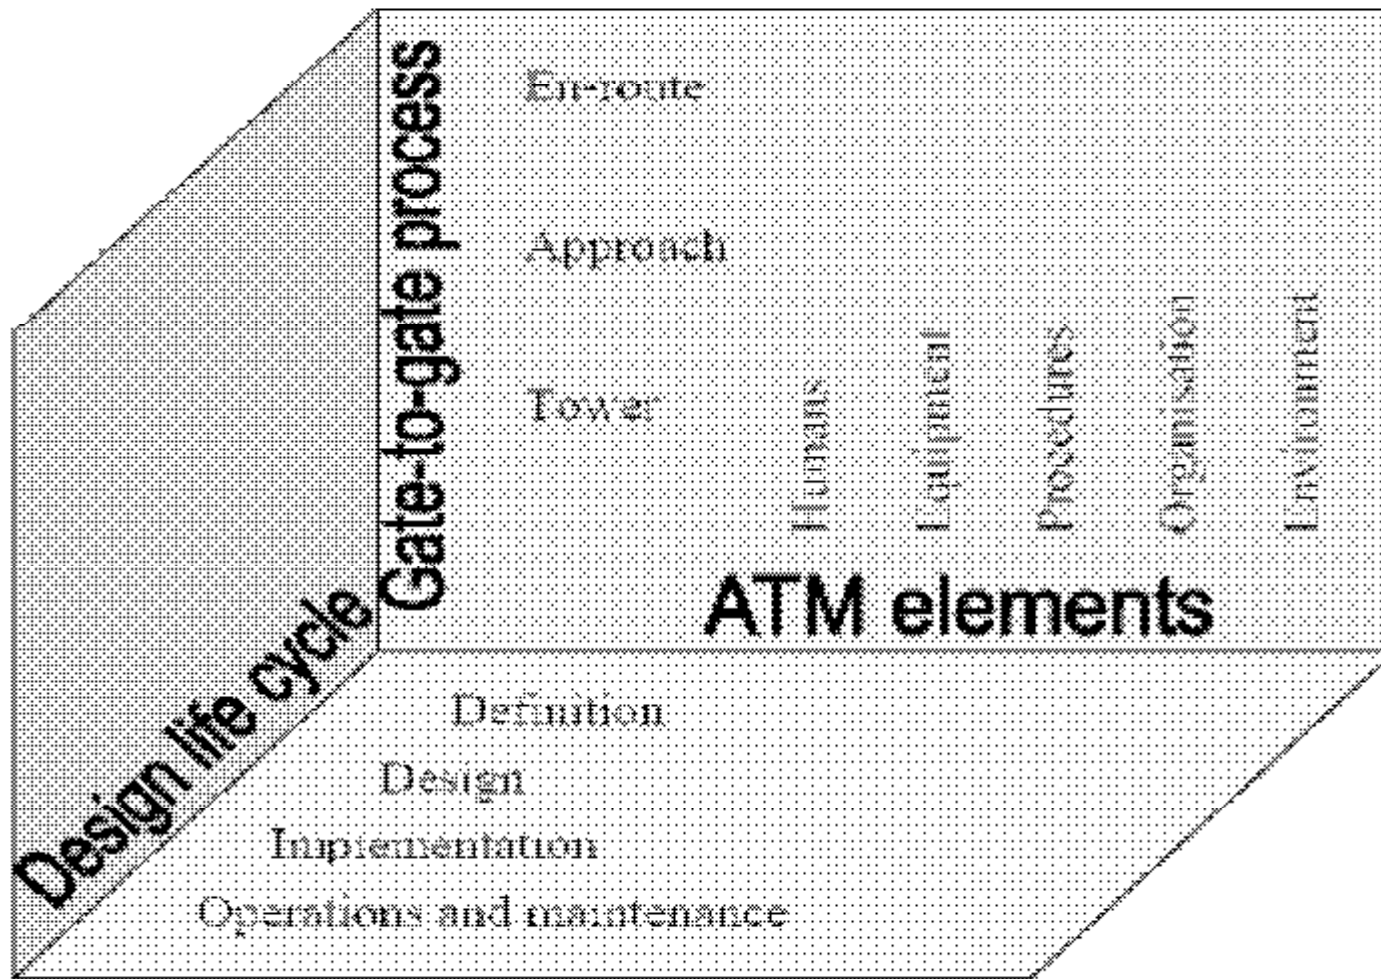 Gate-to-gate process
En-route
Approach
Tower
Humans
Equipment
Procedures
Organisation
Environment
ATM elements
Design life cycle
Definition
Design
Implementation
Operations and maintenance